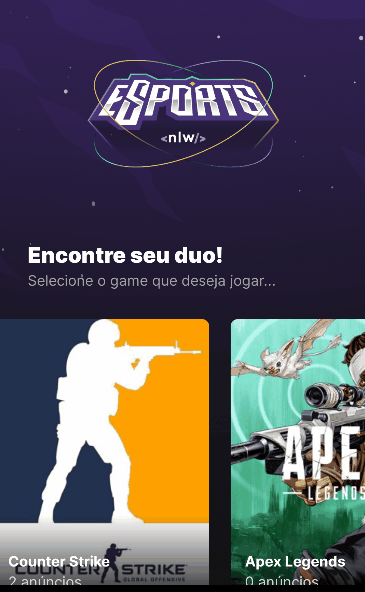 eSPORTS
<nlw/>
Encontre seu duo!
Selecione o game que deseja jogar...
APE
LEGENDS
COUNTER STRIKE
GLOBAL OFFENSIVE
Counter Strike
2 anúncios
Apex Legends
0 anúncios